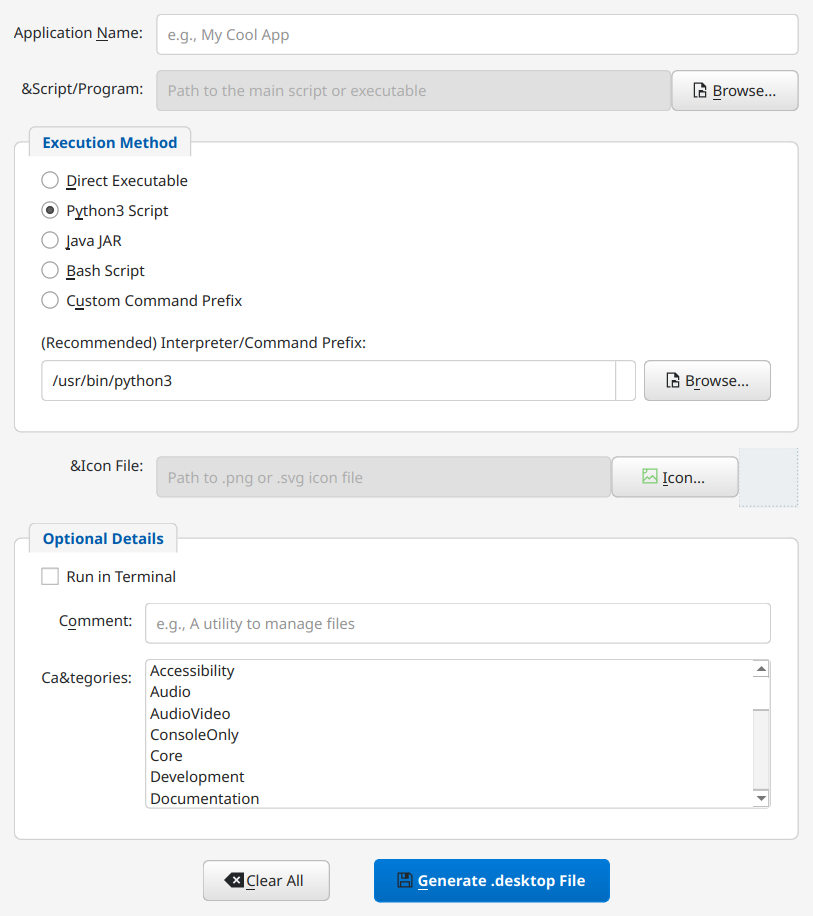 Application Name: e.g., My Cool App
&Script/Program: Path to the main script or executable Browse...
Execution Method
Direct Executable
Python3 Script
Java JAR
Bash Script
Custom Command Prefix
(Recommended) Interpreter/Command Prefix:
/usr/bin/python3 Browse...
&Icon File: Path to .png or .svg icon file Icon...
Optional Details
Run in Terminal
Comment: e.g., A utility to manage files
Ca&tegories:
Accessibility
Audio
AudioVideo
ConsoleOnly
Core
Development
Documentation
Clear All Generate .desktop File